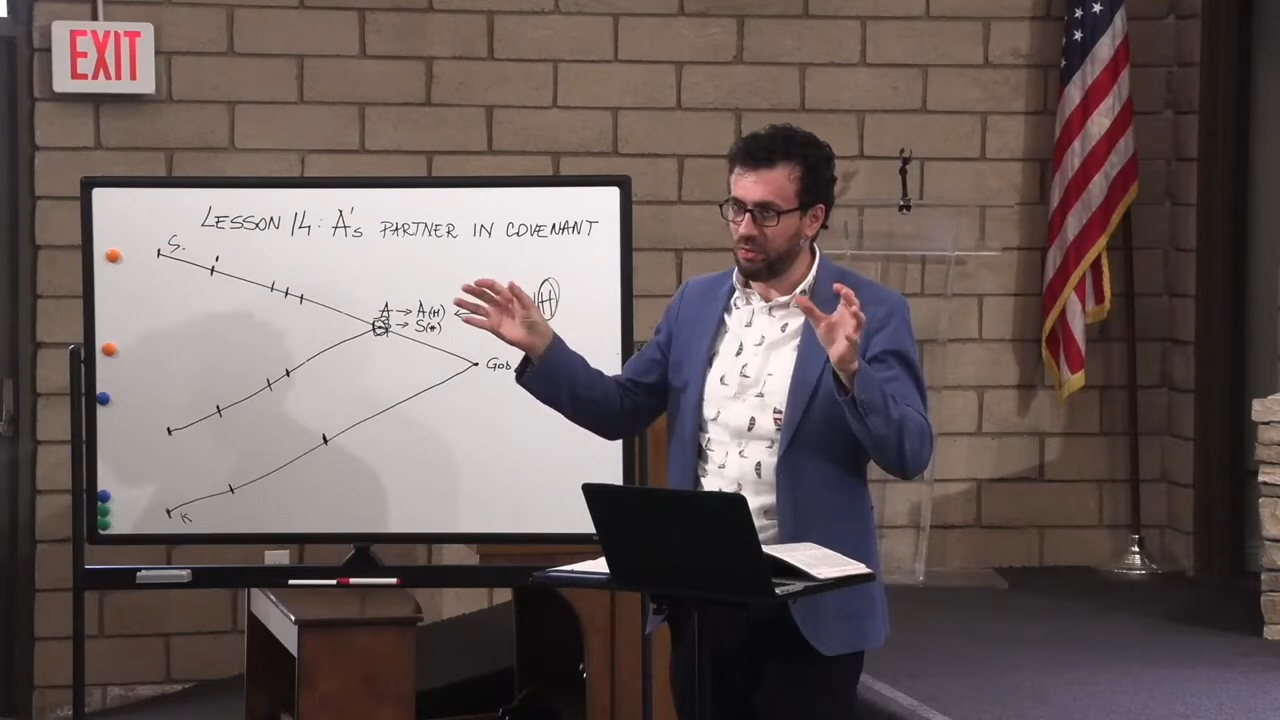 EXIT
LESSON 14: A's PARTNER IN COVENANT
S.
A → A(H) ← H
S → S(H)
GOD
K